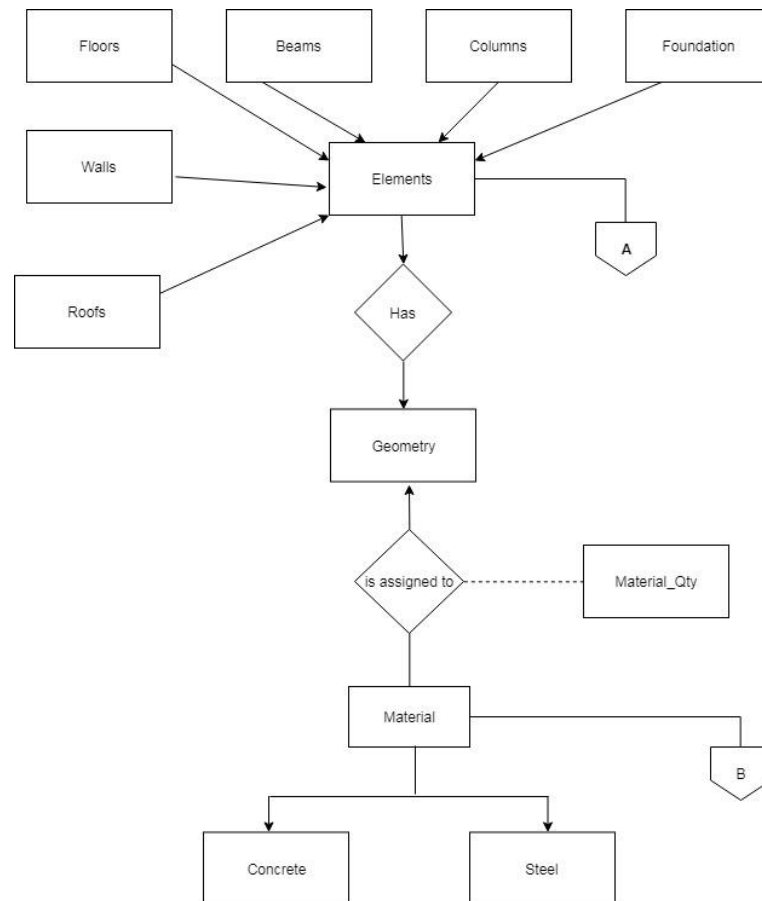 Floors
Beams
Columns
Foundation
Walls
Elements
A
Roofs
Has
Geometry
is assigned to
Material_Qty
Material
B
Concrete
Steel